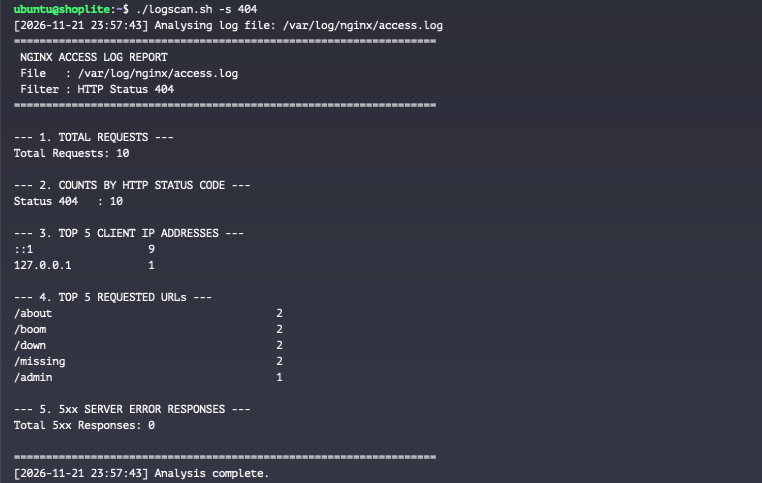 ubuntu@shoplite:~$ ./logscan.sh -s 404
[2026-11-21 23:57:43] Analysing log file: /var/log/nginx/access.log
==================================================================
NGINX ACCESS LOG REPORT
File   : /var/log/nginx/access.log
Filter : HTTP Status 404
==================================================================
--- 1. TOTAL REQUESTS ---
Total Requests: 10
--- 2. COUNTS BY HTTP STATUS CODE ---
Status 404   : 10
--- 3. TOP 5 CLIENT IP ADDRESSES ---
::1                  9
127.0.0.1            1
--- 4. TOP 5 REQUESTED URLs ---
/about                                   2
/boom                                    2
/down                                    2
/missing                                 2
/admin                                   1
--- 5. 5xx SERVER ERROR RESPONSES ---
Total 5xx Responses: 0
==================================================================
[2026-11-21 23:57:43] Analysis complete.